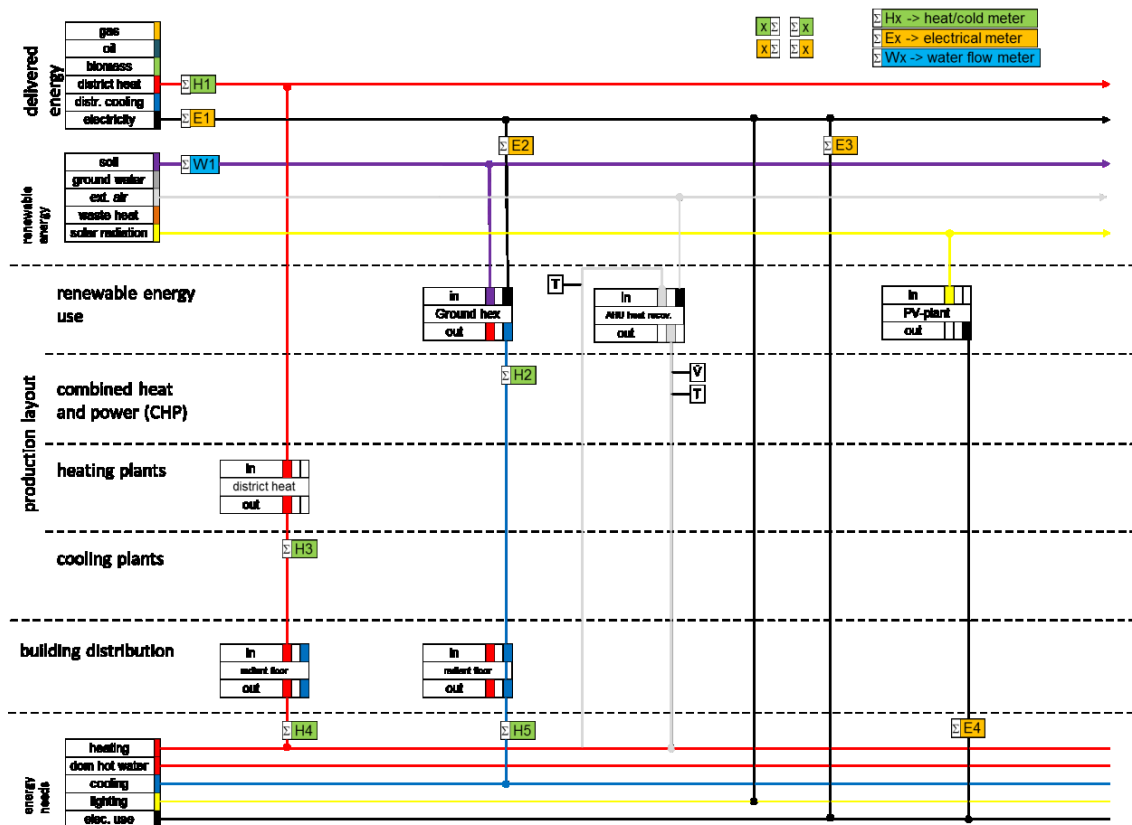 gas
oil
biomass
district heat
distr. cooling
electricity
delivered
energy
Σ H1
Σ E1
x Σ Σ x
x Σ Σ x
Σ Hx -> heat/cold meter
Σ Ex -> electrical meter
Σ Wx -> water flow meter
Σ E2
Σ E3
soil
ground water
ext. air
waste heat
solar radiation
renewable
energy
Σ W1
renewable energy
use
in
Ground hex
out
T
in
AHU heat recov.
out
in
PV-plant
out
production layout
combined heat
and power (CHP)
Σ H2
V̇
T
heating plants
in
district heat
out
cooling plants
Σ H3
building distribution
in
radiant floor
out
in
radiant floor
out
Σ H4
Σ H5
Σ E4
heating
dom hot water
cooling
lighting
elec. use
energy
needs